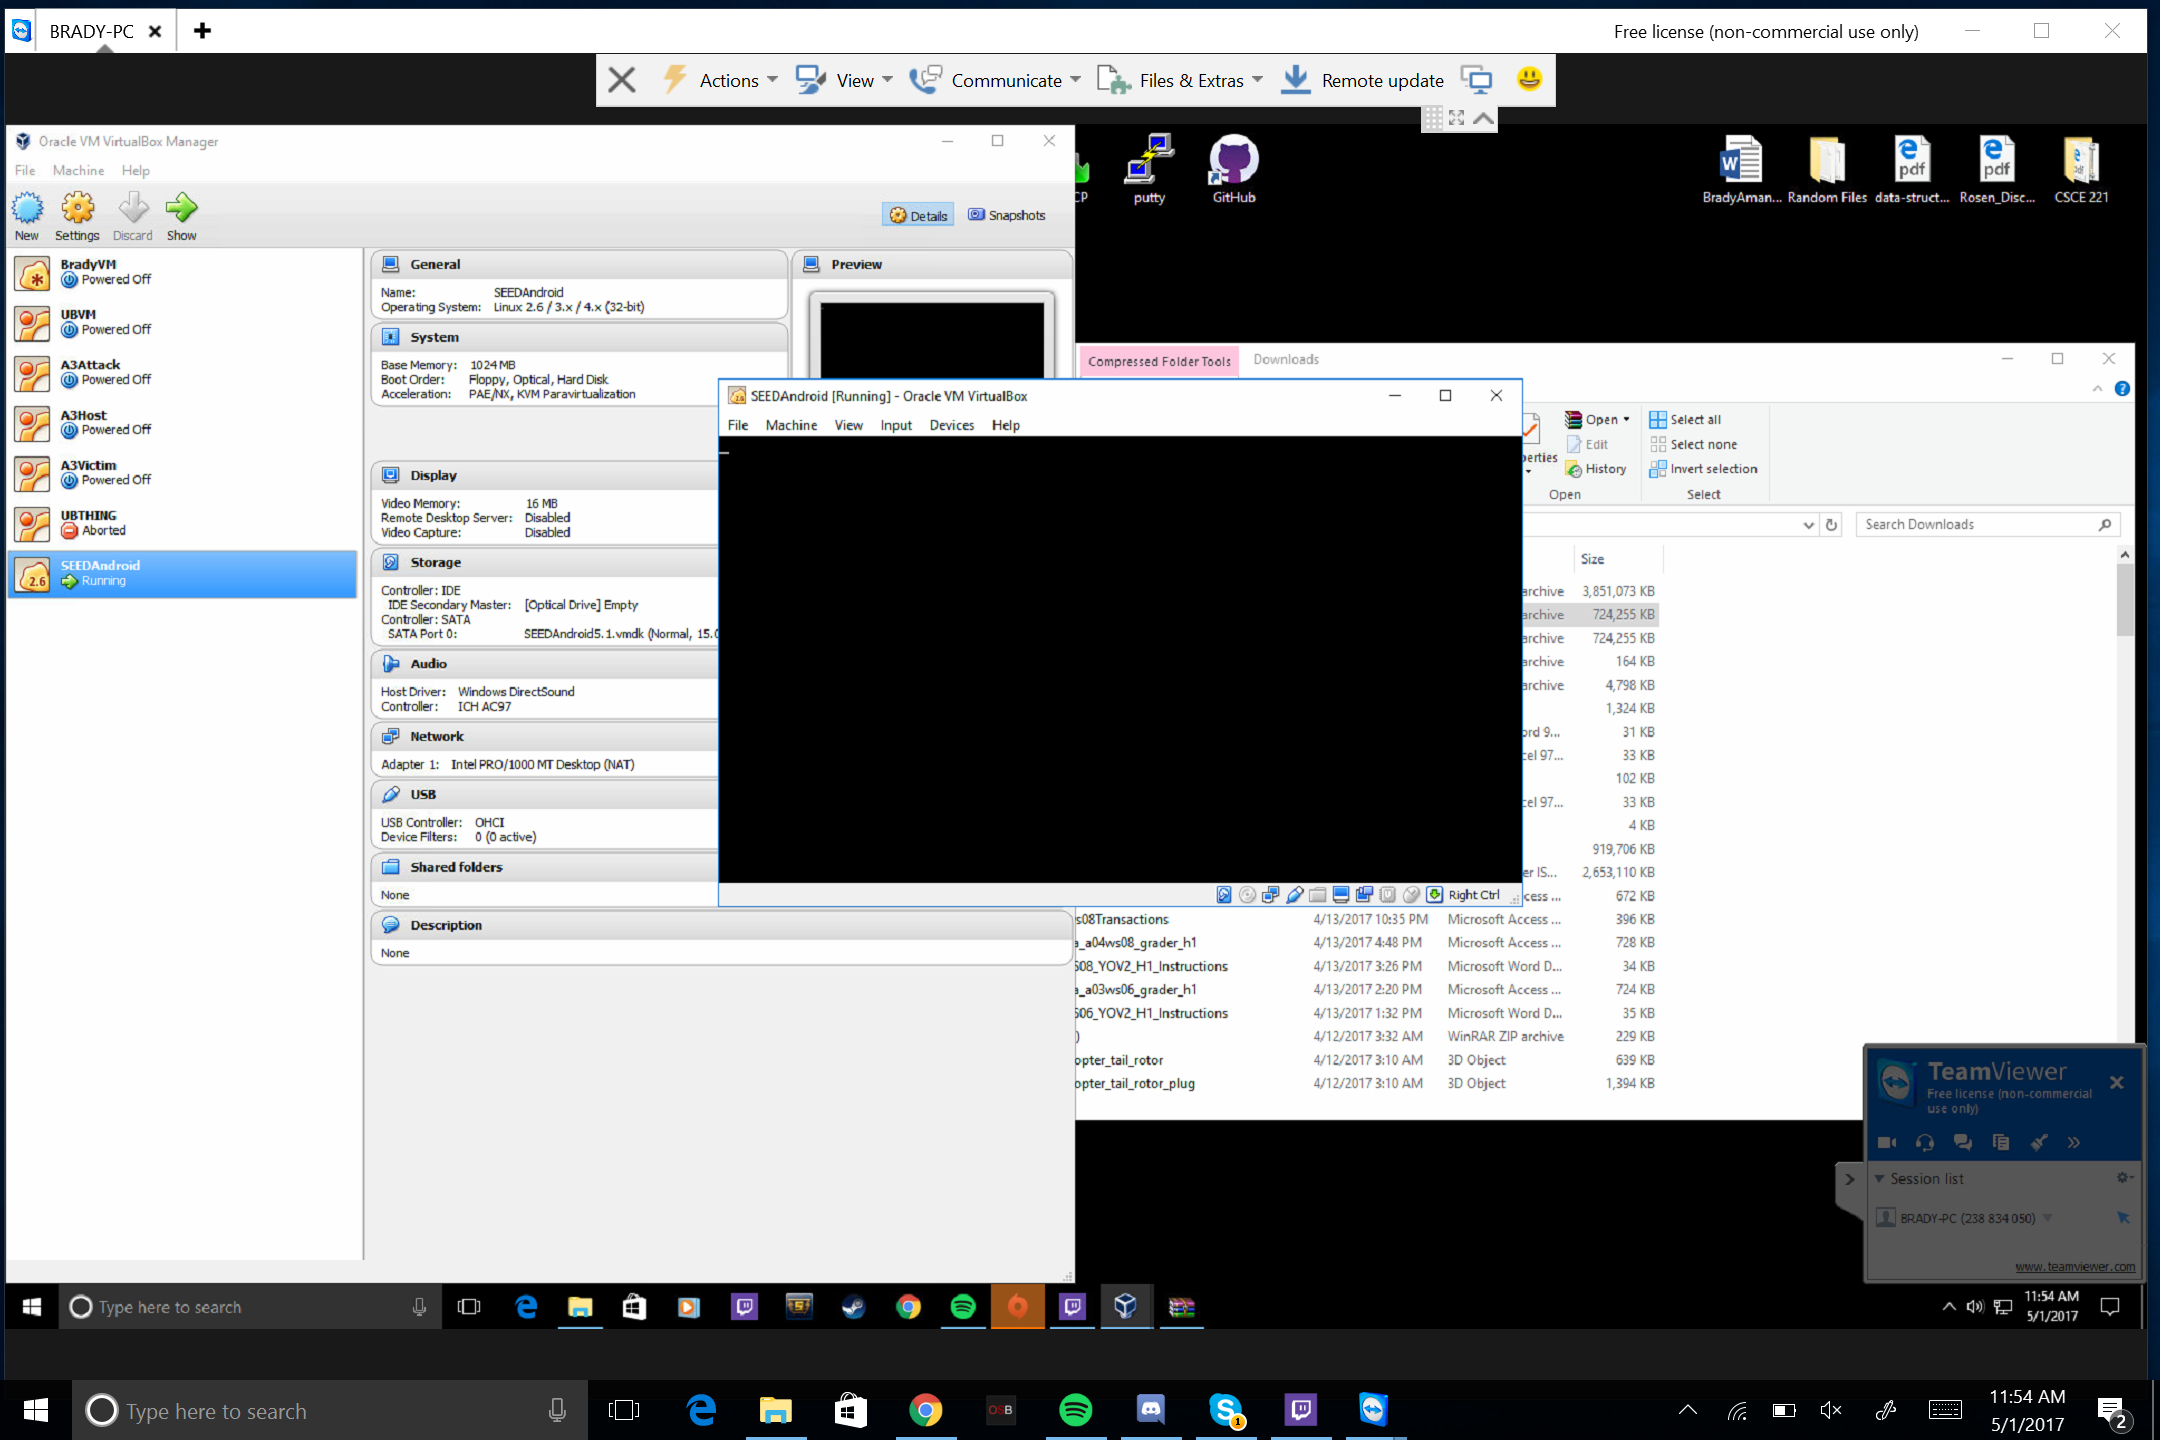 BRADY-PC
Free license (non-commercial use only)
Actions
View
Communicate
Files & Extras
Remote update
Oracle VM VirtualBox Manager
File Machine Help
New Settings Discard Show
Details Snapshots
BradyVM
Powered Off
UBVM
Powered Off
A3Attack
Powered Off
A3Host
Powered Off
A3Victim
Powered Off
UBTHING
Aborted
2.6
SEEDAndroid
Running
General
Name: SEEDAndroid
Operating System: Linux 2.6 / 3.x / 4.x (32-bit)
System
Base Memory: 1024 MB
Boot Order: Floppy, Optical, Hard Disk
Acceleration: PAE/NX, KVM Paravirtualization
Display
Video Memory: 16 MB
Remote Desktop Server: Disabled
Video Capture: Disabled
Storage
Controller: IDE
IDE Secondary Master: [Optical Drive] Empty
Controller: SATA
SATA Port 0: SEEDAndroid5.1.vmdk (Normal, 15.0
Audio
Host Driver: Windows DirectSound
Controller: ICH AC97
Network
Adapter 1: Intel PRO/1000 MT Desktop (NAT)
USB
USB Controller: OHCI
Device Filters: 0 (0 active)
Shared folders
None
Description
None
Preview
CP
putty
GitHub
BradyAman...
Random Files
data-struct...
Rosen_Disc...
CSCE 221
SEEDAndroid [Running] - Oracle VM VirtualBox
File Machine View Input Devices Help
Right Ctrl
Compressed Folder Tools Downloads
erties
Open
Edit
History
Open
Select all
Select none
Invert selection
Select
Search Downloads
Size
archive 3,851,073 KB
archive 724,255 KB
archive 724,255 KB
archive 164 KB
archive 4,798 KB
1,324 KB
ord 9... 31 KB
cel 97... 33 KB
102 KB
cel 97... 33 KB
4 KB
919,706 KB
er IS... 2,653,110 KB
ccess ... 672 KB
s08Transactions 4/13/2017 10:35 PM Microsoft Access ... 396 KB
a_a04ws08_grader_h1 4/13/2017 4:48 PM Microsoft Access ... 728 KB
S08_YOV2_H1_Instructions 4/13/2017 3:26 PM Microsoft Word D... 34 KB
a_a03ws06_grader_h1 4/13/2017 2:20 PM Microsoft Access ... 724 KB
S06_YOV2_H1_Instructions 4/13/2017 1:32 PM Microsoft Word D... 35 KB
) 4/12/2017 3:32 AM WinRAR ZIP archive 229 KB
opter_tail_rotor 4/12/2017 3:10 AM 3D Object 639 KB
opter_tail_rotor_plug 4/12/2017 3:10 AM 3D Object 1,394 KB
TeamViewer
Free license (non-commercial
use only)
Session list
BRADY-PC (238 834 050)
www.teamviewer.com
Type here to search
11:54 AM
5/1/2017
Type here to search
OSB
11:54 AM
5/1/2017
2